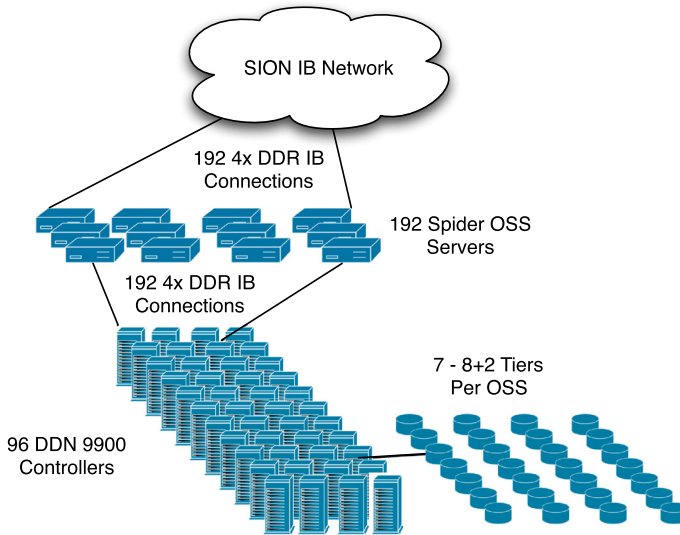 SION IB Network
192 4x DDR IB
Connections
192 Spider OSS
Servers
192 4x DDR IB
Connections
7 - 8+2 Tiers
Per OSS
96 DDN 9900
Controllers